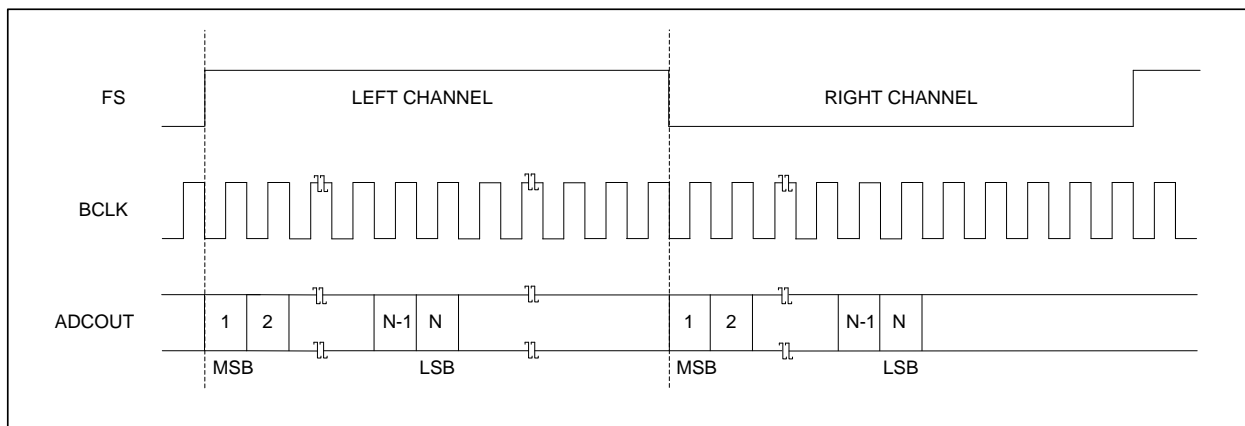 FS LEFT CHANNEL RIGHT CHANNEL
BCLK
ADCOUT 1 2 N-1 N 1 2 N-1 N
MSB LSB MSB LSB